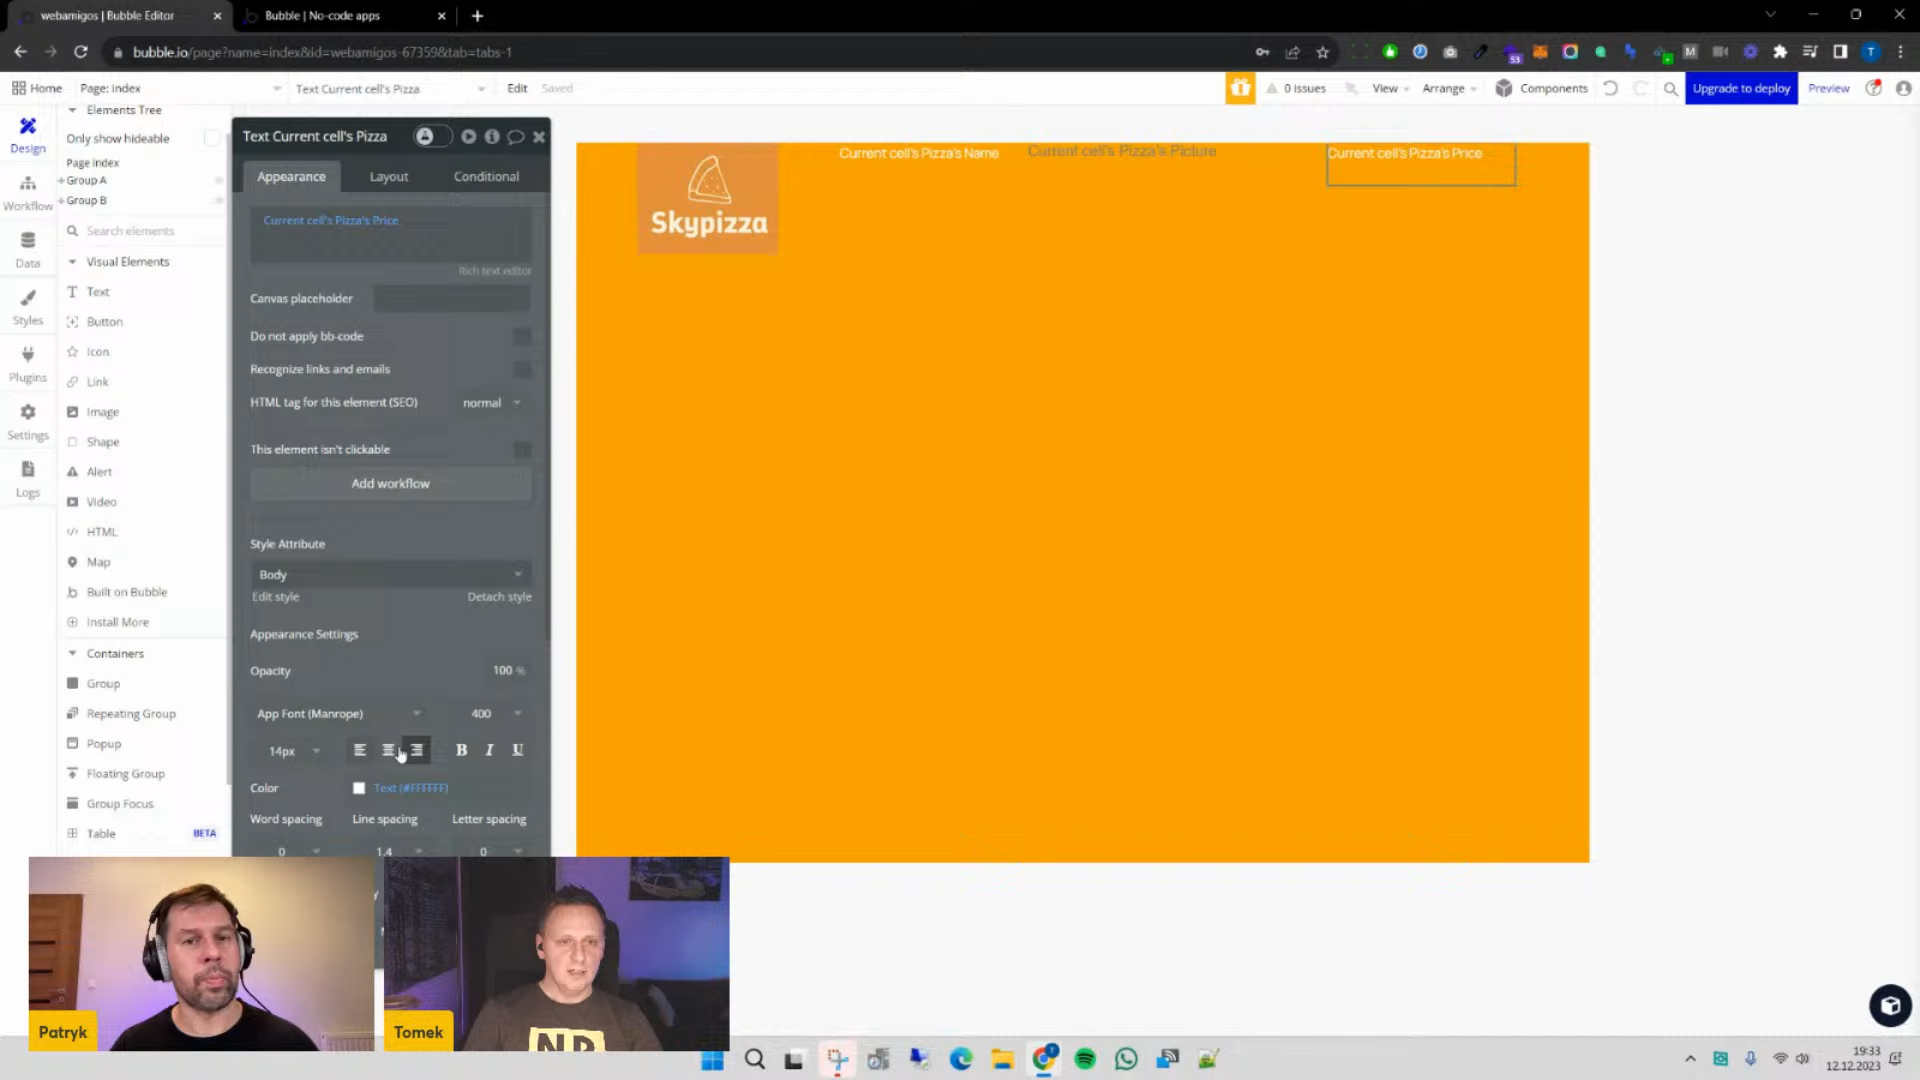 webamigos | Bubble Editor
Bubble | No-code apps
bubble.io/page?name=index&id=webamigos-67359&tab=tabs-1
53
M
T
Home
Page: index
Text Current cell's Pizza
Edit
Saved
0 issues
View
Arrange
Components
Upgrade to deploy
Preview
Design
Workflow
Data
Styles
Plugins
Settings
Logs
Elements Tree
Only show hideable
Page index
Group A
Group B
Search elements
Visual Elements
Text
Button
Icon
Link
Image
Shape
Alert
Video
HTML
Map
Built on Bubble
Install More
Containers
Group
Repeating Group
Popup
Floating Group
Group Focus
Table
BETA
Text Current cell's Pizza
Appearance
Layout
Conditional
Current cell's Pizza's Price
Rich text editor
Canvas placeholder
Do not apply bb-code
Recognize links and emails
HTML tag for this element (SEO)
normal
This element isn't clickable
Add workflow
Style Attribute
Body
Edit style
Detach style
Appearance Settings
Opacity
100 %
App Font (Manrope)
400
14px
B
I
U
Color
Text (#FFFFFF)
Word spacing
Line spacing
Letter spacing
0
1.4
0
Skypizza
Current cell's Pizza's Name
Current cell's Pizza's Picture
Current cell's Pizza's Price
Patryk
Tomek
19:33
12.12.2023